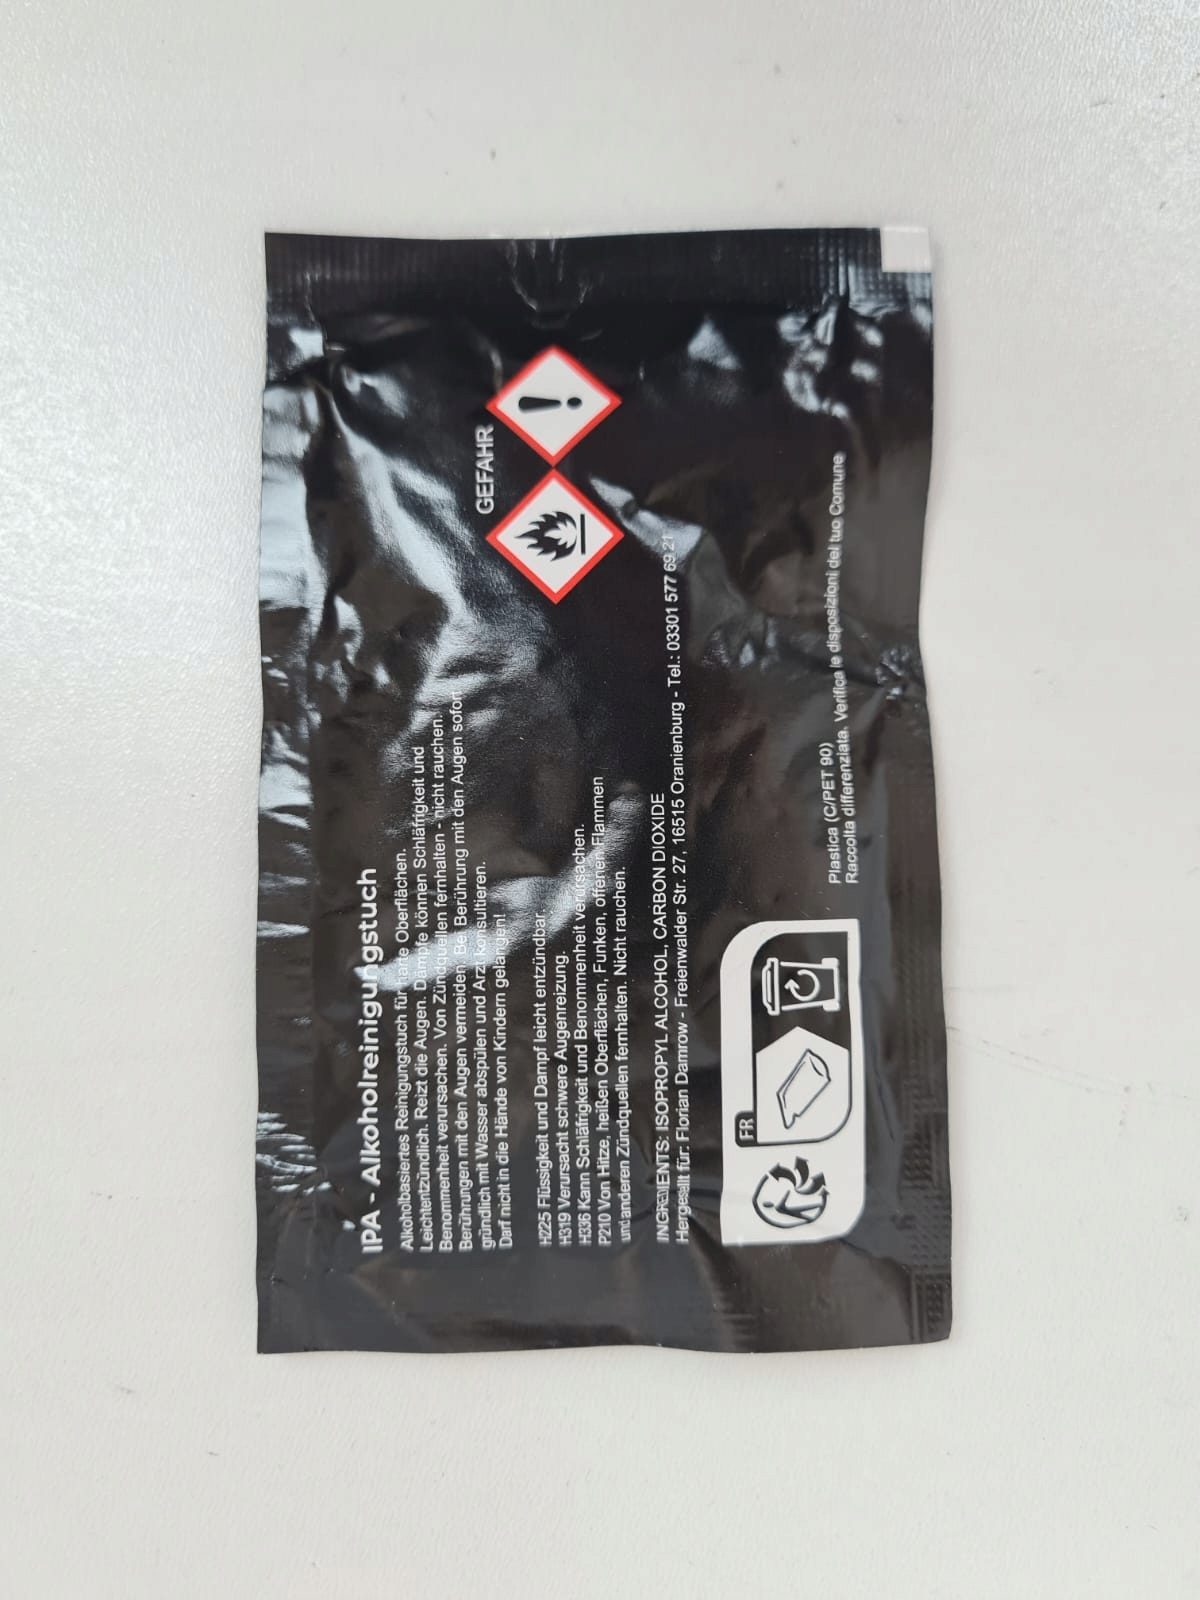 IPA - Alkoholreinigungstuch
Alkoholbasiertes Reinigungstuch für harte Oberflächen.
Leichtentzündlich. Reizt die Augen. Dämpfe können Schläfrigkeit und
Benommenheit verursachen. Von Zündquellen fernhalten - nicht rauchen.
Berührungen mit den Augen vermeiden. Bei Berührung mit den Augen sofort
gründlich mit Wasser abspülen und Arzt konsultieren.
Darf nicht in die Hände von Kindern gelangen!
GEFAHR
H225 Flüssigkeit und Dampf leicht entzündbar.
H319 Verursacht schwere Augenreizung.
H336 Kann Schläfrigkeit und Benommenheit verursachen.
P210 Von Hitze, heißen Oberflächen, Funken, offenen Flammen
und anderen Zündquellen fernhalten. Nicht rauchen.
INGREDIENTS: ISOPROPYL ALCOHOL, CARBON DIOXIDE
Hergestellt für: Florian Damrow - Freienwalder Str. 27, 16515 Oranienburg - Tel.: 03301 577 69 21
FR
Plastica (C/PET 90)
Raccolta differenziata. Verifica le disposizioni del tuo Comune